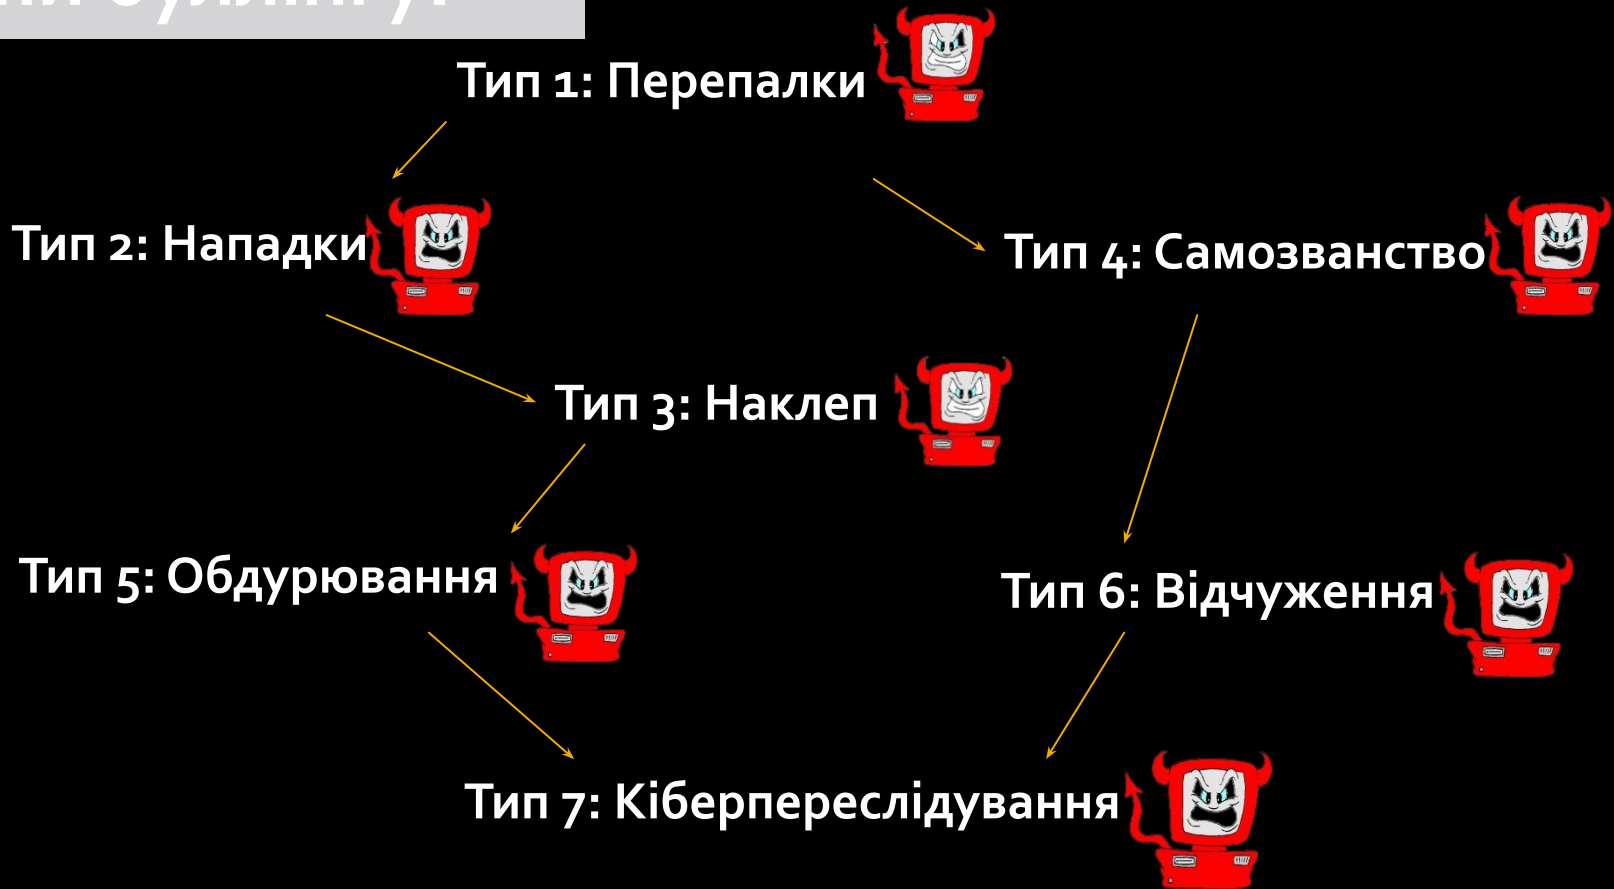 Тип 1: Перепалки
Тип 2: Нападки
Тип 4: Самозванство
Тип 3: Наклеп
Тип 5: Обдурювання
Тип 6: Відчуження
Тип 7: Кіберпереслідування